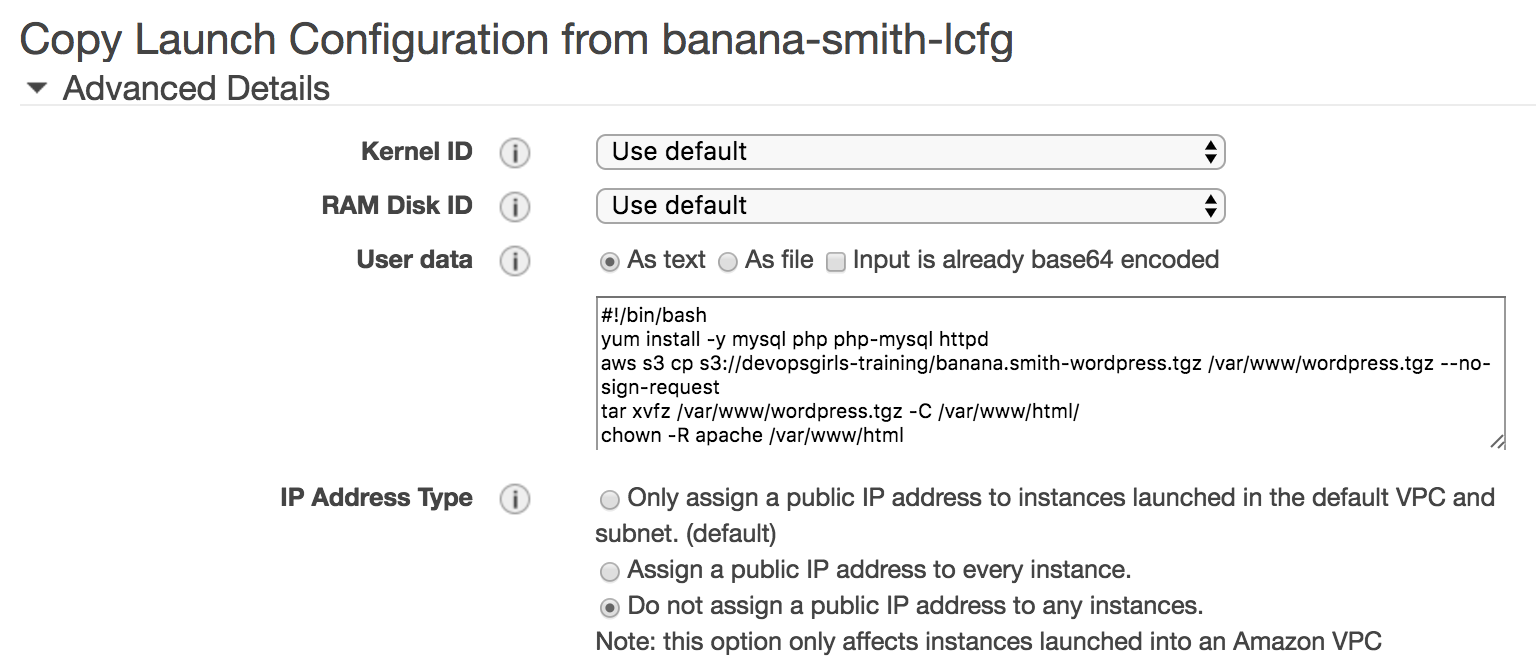 Copy Launch Configuration from banana-smith-lcfg
Advanced Details
Kernel ID
Use default
RAM Disk ID
Use default
User data
As text As file Input is already base64 encoded
#!/bin/bash
yum install -y mysql php php-mysql httpd
aws s3 cp s3://devopsgirls-training/banana.smith-wordpress.tgz /var/www/wordpress.tgz --no-
sign-request
tar xvfz /var/www/wordpress.tgz -C /var/www/html/
chown -R apache /var/www/html
IP Address Type
Only assign a public IP address to instances launched in the default VPC and
subnet. (default)
Assign a public IP address to every instance.
Do not assign a public IP address to any instances.
Note: this option only affects instances launched into an Amazon VPC